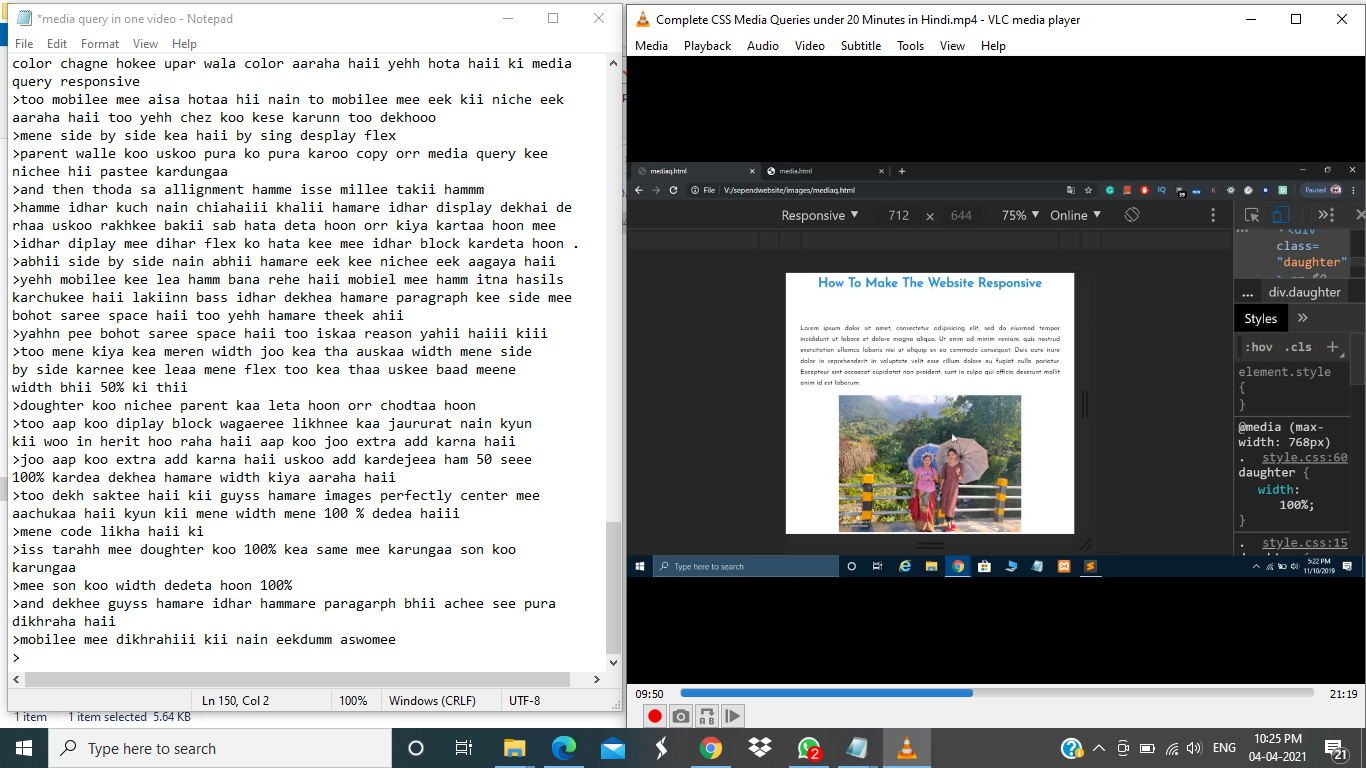 *media query in one video - Notepad
File Edit Format View Help
color chagne hokee upar wala color aaraha haii yehh hota haii ki media
query responsive
>too mobilee mee aisa hotaa hii nain to mobilee mee eek kii niche eek
aaraha haii too yehh chez koo kese karunn too dekhooo
>mene side by side kea haii by sing desplay flex
>parent walle koo uskoo pura ko pura karoo copy orr media query kee
nichee hii pastee kardungaa
>and then thoda sa allignment hamme isse millee takii hammm
>hamme idhar kuch nain chiahaiii khalii hamare idhar display dekhai de
rhaa uskoo rakhkee bakii sab hata deta hoon orr kiya kartaa hoon mee
>idhar diplay mee dihar flex ko hata kee mee idhar block kardeta hoon .
>abhii side by side nain abhii hamare eek kee nichee eek aagaya haii
>yehh mobilee kee lea hamm bana rehe haii mobiel mee hamm itna hasils
karchukee haii lakiinn bass idhar dekhea hamare paragraph kee side mee
bohot saree space haii too yehh hamare theek ahii
>yahhn pee bohot saree space haii too iskaa reason yahii haiii kiii
>too mene kiya kea meren width joo kea tha auskaa width mene side
by side karnee kee leaa mene flex too kea thaa uskee baad meene
width bhii 50% ki thii
>doughter koo nichee parent kaa leta hoon orr chodtaa hoon
>too aap koo diplay block wagaeree likhnee kaa jaururat nain kyun
kii woo in herit hoo raha haii aap koo joo extra add karna haii
>joo aap koo extra add karna haii uskoo add kardejeea ham 50 seee
100% kardea dekhea hamare width kiya aaraha haii
>too dekh saktee haii kii guyss hamare images perfectly center mee
aachukaa haii kyun kii mene width mene 100 % dedea haiii
>mene code likha haii ki
>iss tarahh mee doughter koo 100% kea same mee karungaa son koo
karungaa
>mee son koo width dedeta hoon 100%
>and dekhee guyss hamare idhar hammare paragarph bhii achee see pura
dikhraha haii
>mobilee mee dikhrahiii kii nain eekdumm aswomee
>
Ln 150, Col 2 100% Windows (CRLF) UTF-8
1 item 1 item selected 5.64 KB
Complete CSS Media Queries under 20 Minutes in Hindi.mp4 - VLC media player
Media Playback Audio Video Subtitle Tools View Help
mediaq.html media.html
File V:/sependwebsite/images/mediaq.html Paused
Responsive 712 × 644 75% Online
How To Make The Website Responsive
Lorem ipsum dolor sit amet, consectetur adipisicing elit, sed do eiusmod tempor
incididunt ut labore et dolore magna aliqua. Ut enim ad minim veniam, quis nostrud
exercitation ullamco laboris nisi ut aliquip ex ea commodo consequat. Duis aute irure
dolor in reprehenderit in voluptate velit esse cillum dolore eu fugiat nulla pariatur.
Excepteur sint occaecat cupidatat non proident, sunt in culpa qui officia deserunt mollit
anim id est laborum.
<div
class=
"daughter"
... div.daughter
Styles
:hov .cls +
element.style
{
}
@media (max-
width: 768px)
. style.css:60
daughter {
width:
100%;
}
. style.css:15
Type here to search 5:22 PM
11/10/2019
09:50 21:19
Type here to search 2 ENG 10:25 PM
04-04-2021 21